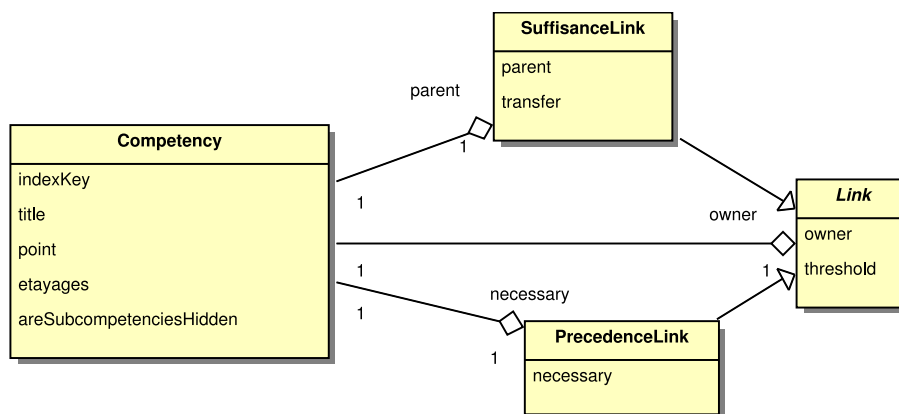 SuffisanceLink
parent
transfer
parent
1
Competency
indexKey
title
point
etayages
areSubcompetenciesHidden
1
owner
1
1
Link
owner
threshold
1
necessary
1
PrecedenceLink
necessary